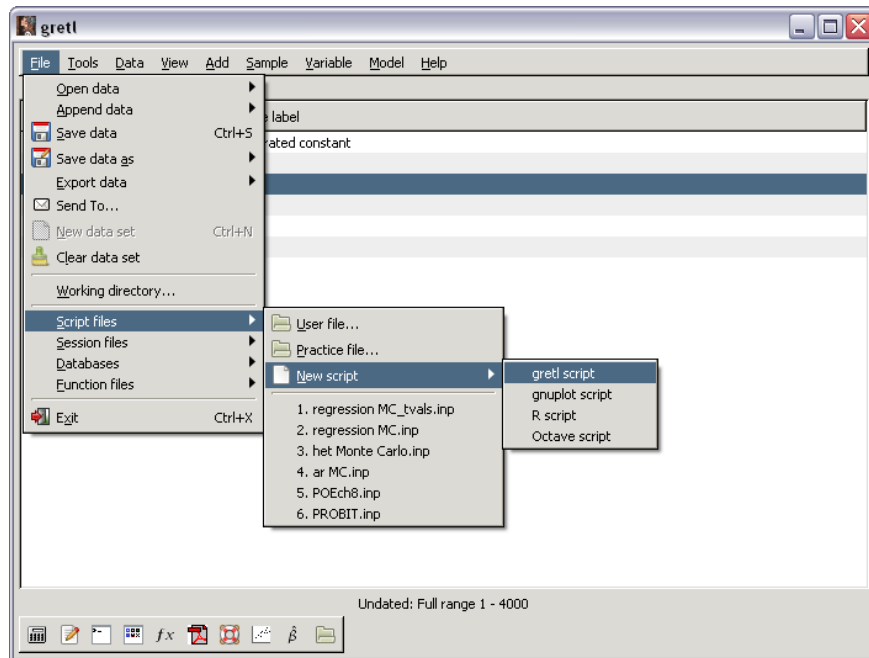 gretl
File Tools Data View Add Sample Variable Model Help
Open data
Append data
Save data Ctrl+S
Save data as
Export data
Send To...
New data set Ctrl+N
Clear data set
Working directory...
Script files
Session files
Databases
Function files
Exit Ctrl+X
label
rated constant
User file...
Practice file...
New script
1. regression MC_tvals.inp
2. regression MC.inp
3. het Monte Carlo.inp
4. ar MC.inp
5. POEch8.inp
6. PROBIT.inp
gretl script
gnuplot script
R script
Octave script
Undated: Full range 1 - 4000
fx β̂